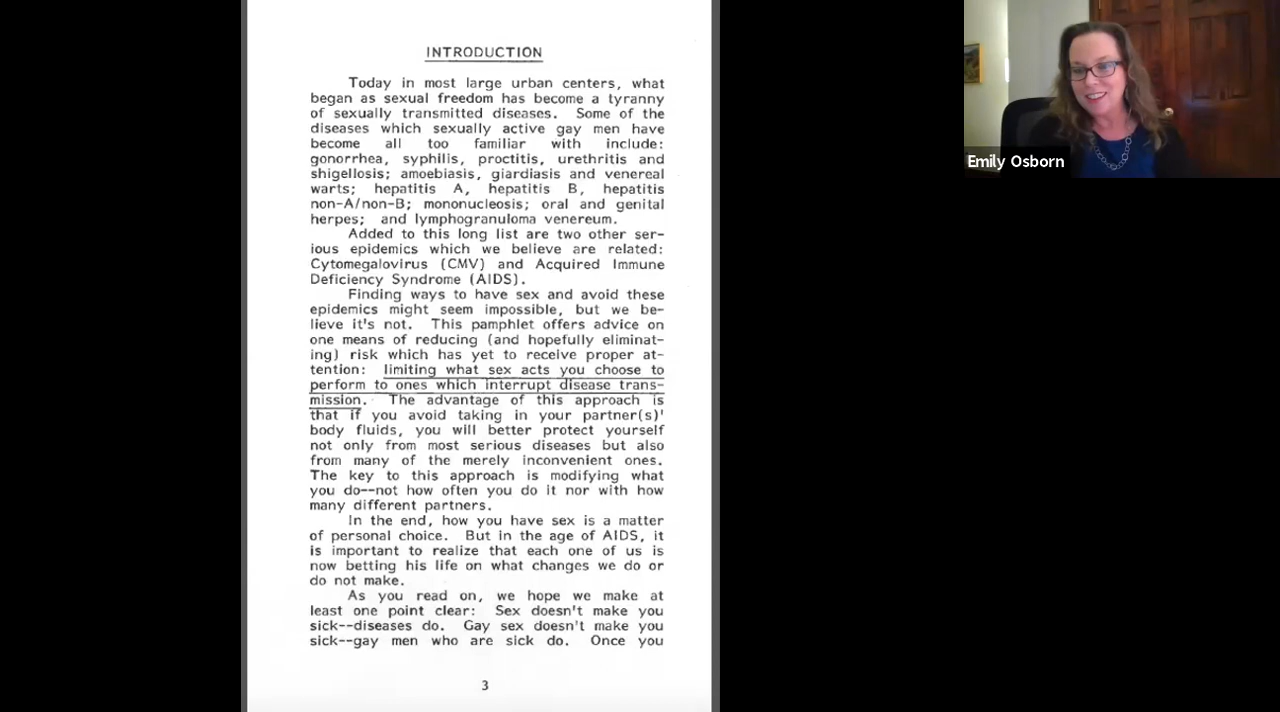 INTRODUCTION
Today in most large urban centers, what
began as sexual freedom has become a tyranny
of sexually transmitted diseases. Some of the
diseases which sexually active gay men have
become all too familiar with include:
gonorrhea, syphilis, proctitis, urethritis and
shigellosis; amoebiasis, giardiasis and venereal
warts; hepatitis A, hepatitis B, hepatitis
non-A/non-B; mononucleosis; oral and genital
herpes; and lymphogranuloma venereum.
Added to this long list are two other ser-
ious epidemics which we believe are related:
Cytomegalovirus (CMV) and Acquired Immune
Deficiency Syndrome (AIDS).
Finding ways to have sex and avoid these
epidemics might seem impossible, but we be-
lieve it's not. This pamphlet offers advice on
one means of reducing (and hopefully eliminat-
ing) risk which has yet to receive proper at-
tention: limiting what sex acts you choose to
perform to ones which interrupt disease trans-
mission. The advantage of this approach is
that if you avoid taking in your partner(s)'
body fluids, you will better protect yourself
not only from most serious diseases but also
from many of the merely inconvenient ones.
The key to this approach is modifying what
you do--not how often you do it nor with how
many different partners.
In the end, how you have sex is a matter
of personal choice. But in the age of AIDS, it
is important to realize that each one of us is
now betting his life on what changes we do or
do not make.
As you read on, we hope we make at
least one point clear: Sex doesn't make you
sick--diseases do. Gay sex doesn't make you
sick--gay men who are sick do. Once you
3
Emily Osborn